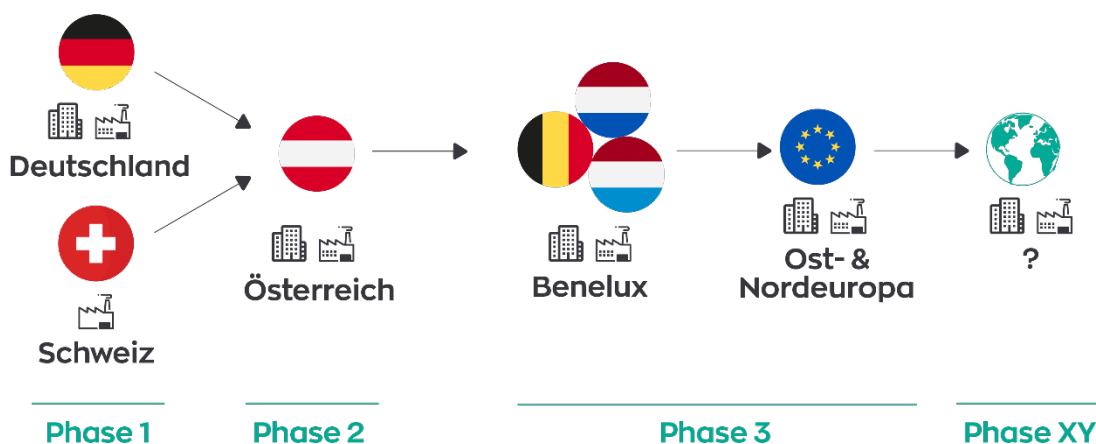 Deutschland
Schweiz
Österreich
Benelux
Ost- &
Nordeuropa
?
Phase 1
Phase 2
Phase 3
Phase XY